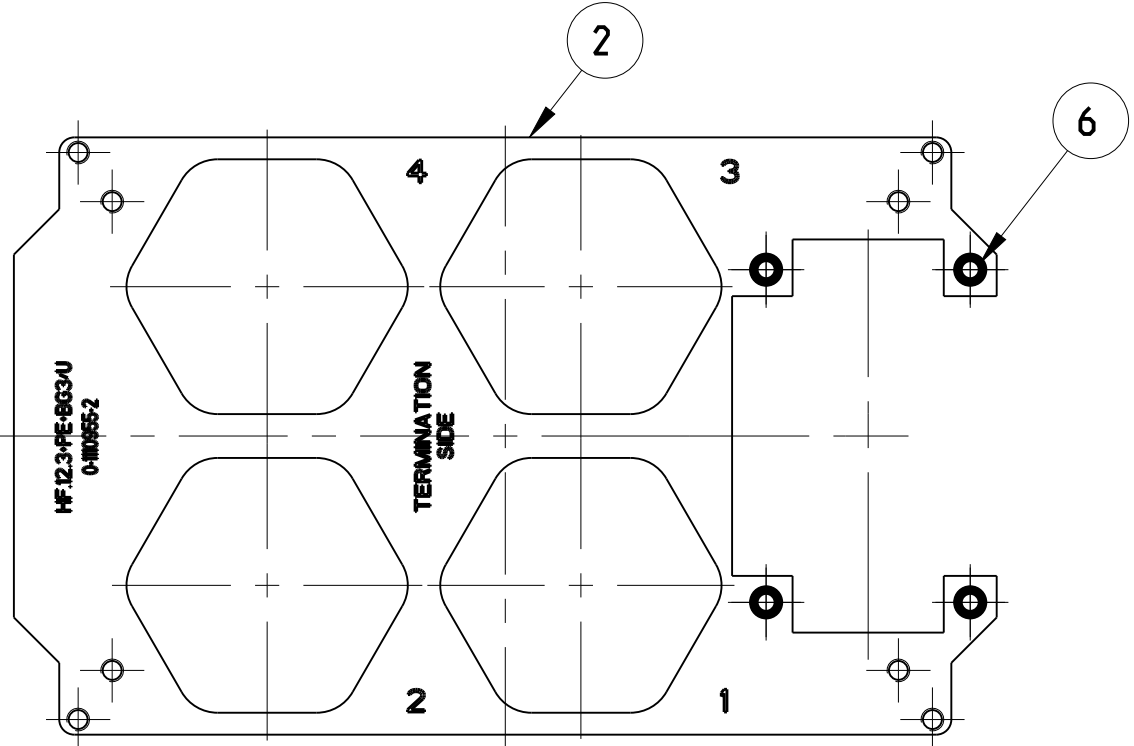 2
6
4
3
HF.12.3+PE+BG3/U
0-1110955-2
TERMINATION
SIDE
2
1